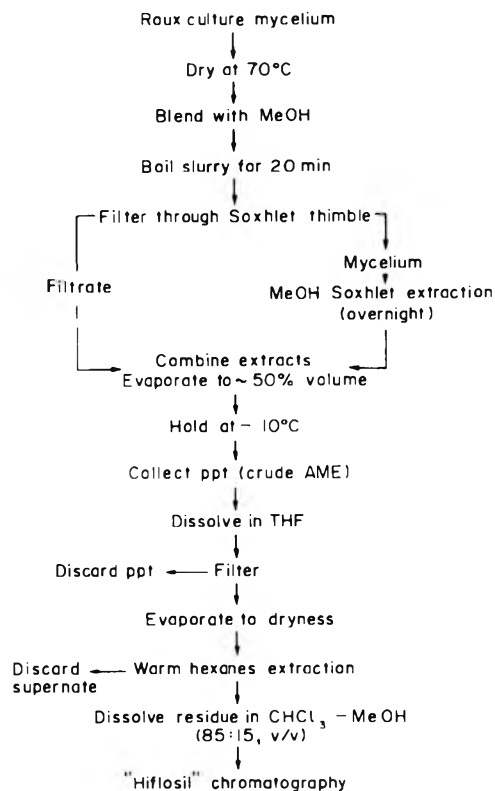 Roux culture mycelium
Dry at 70°C
Blend with MeOH
Boil slurry for 20 min
Filter through Soxhlet thimble
Filtrate
Mycelium
MeOH Soxhlet extraction
(overnight)
Combine extracts
Evaporate to ~ 50% volume
Hold at - 10°C
Collect ppt (crude AME)
Dissolve in THF
Discard ppt
Filter
Evaporate to dryness
Discard
supernate
Warm hexanes extraction
Dissolve residue in CHCl₃ - MeOH
(85:15, v/v)
"Hiflosil" chromatography